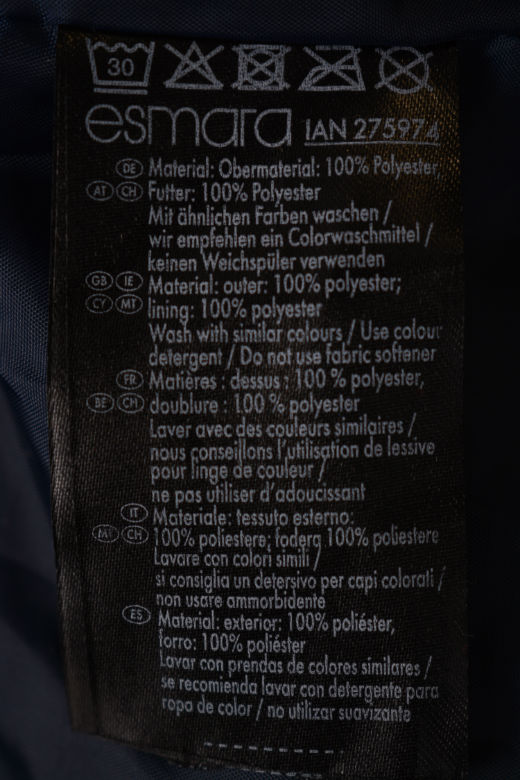 30
esmara IAN 275974
DE Material: Obermaterial: 100% Polyester,
AT CH Futter: 100% Polyester
Mit ähnlichen Farben waschen /
wir empfehlen ein Colorwaschmittel /
keinen Weichspüler verwenden
GB IE Material: outer: 100% polyester;
CY MT lining: 100% polyester
Wash with similar colours / Use colour
detergent / Do not use fabric softener
FR Matières : dessus : 100 % polyester,
BE CH doublure : 100 % polyester
Laver avec des couleurs similaires /
nous conseillons l'utilisation de lessive
pour linge de couleur /
ne pas utiliser d'adoucissant
IT Materiale: tessuto esterno:
MT CH 100% poliestere; fodera 100% poliestere
Lavare con colori simili /
si consiglia un detersivo per capi colorati /
non usare ammorbidente
ES Material: exterior: 100% poliéster,
forro: 100% poliéster
Lavar con prendas de colores similares /
se recomienda lavar con detergente para
ropa de color / no utilizar suavizante